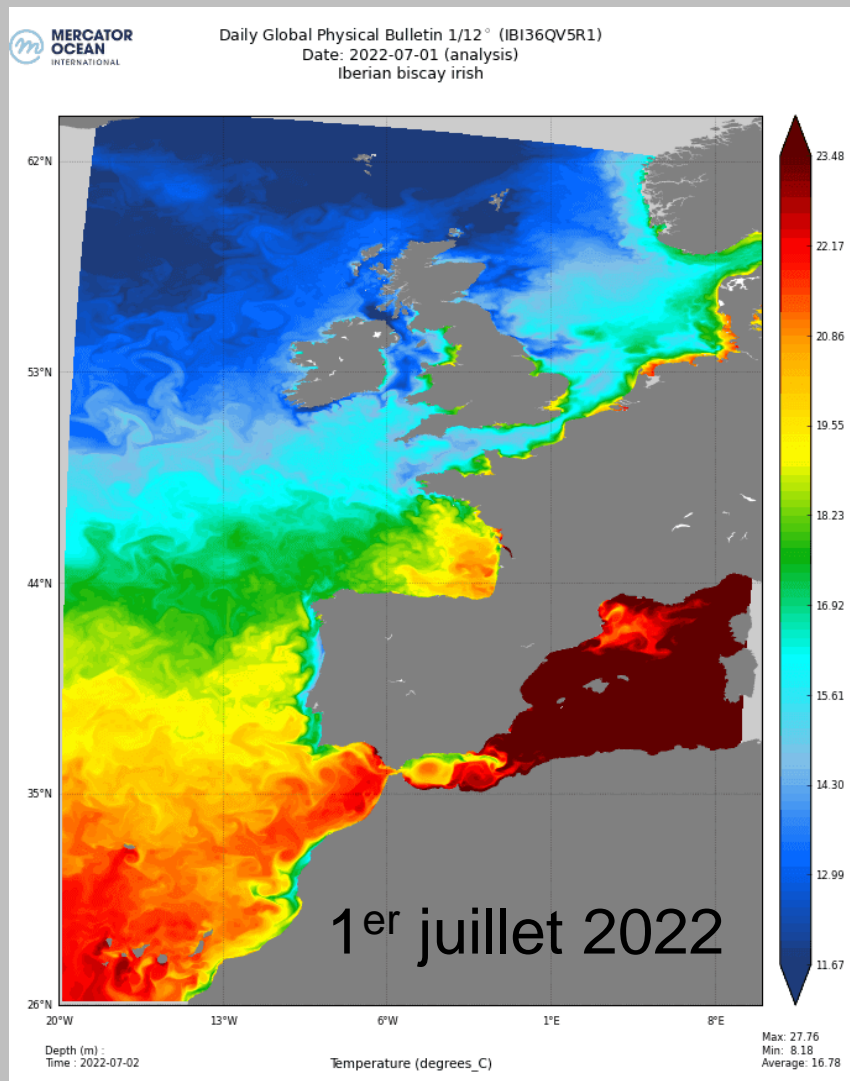 MERCATOR
OCEAN
INTERNATIONAL
Daily Global Physical Bulletin 1/12° (IBI36QV5R1)
Date: 2022-07-01 (analysis)
Iberian biscay irish
62°N
53°N
44°N
35°N
26°N
20°W
13°W
6°W
1°E
8°E
23.48
22.17
20.86
19.55
18.23
16.92
15.61
14.30
12.99
11.67
1er juillet 2022
Depth (m) :
Time : 2022-07-02
Temperature (degrees_C)
Max: 27.76
Min: 8.18
Average: 16.78